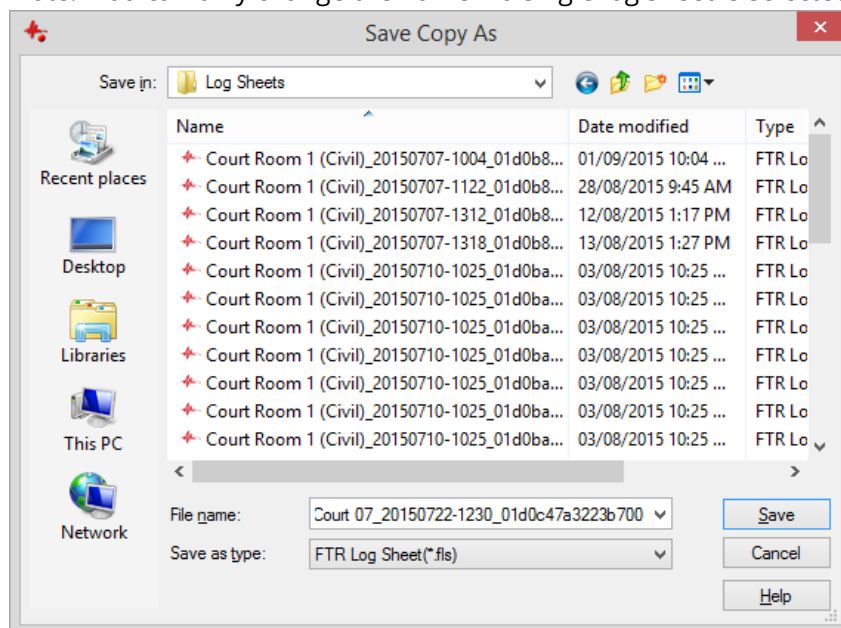 Save Copy As
Save in: Log Sheets
Name Date modified Type
Court Room 1 (Civil)_20150707-1004_01d0b8... 01/09/2015 10:04 ... FTR Lo
Court Room 1 (Civil)_20150707-1122_01d0b8... 28/08/2015 9:45 AM FTR Lo
Court Room 1 (Civil)_20150707-1312_01d0b8... 12/08/2015 1:17 PM FTR Lo
Court Room 1 (Civil)_20150707-1318_01d0b8... 13/08/2015 1:27 PM FTR Lo
Court Room 1 (Civil)_20150710-1025_01d0ba... 03/08/2015 10:25 ... FTR Lo
Court Room 1 (Civil)_20150710-1025_01d0ba... 03/08/2015 10:25 ... FTR Lo
Court Room 1 (Civil)_20150710-1025_01d0ba... 03/08/2015 10:25 ... FTR Lo
Court Room 1 (Civil)_20150710-1025_01d0ba... 03/08/2015 10:25 ... FTR Lo
Court Room 1 (Civil)_20150710-1025_01d0ba... 03/08/2015 10:25 ... FTR Lo
Court Room 1 (Civil)_20150710-1025_01d0ba... 03/08/2015 10:25 ... FTR Lo
Court Room 1 (Civil)_20150710-1025_01d0ba... 03/08/2015 10:25 ... FTR Lo
Recent places
Desktop
Libraries
This PC
Network
File name: Court 07_20150722-1230_01d0c47a3223b700 Save
Save as type: FTR Log Sheet(*.fls) Cancel
Help